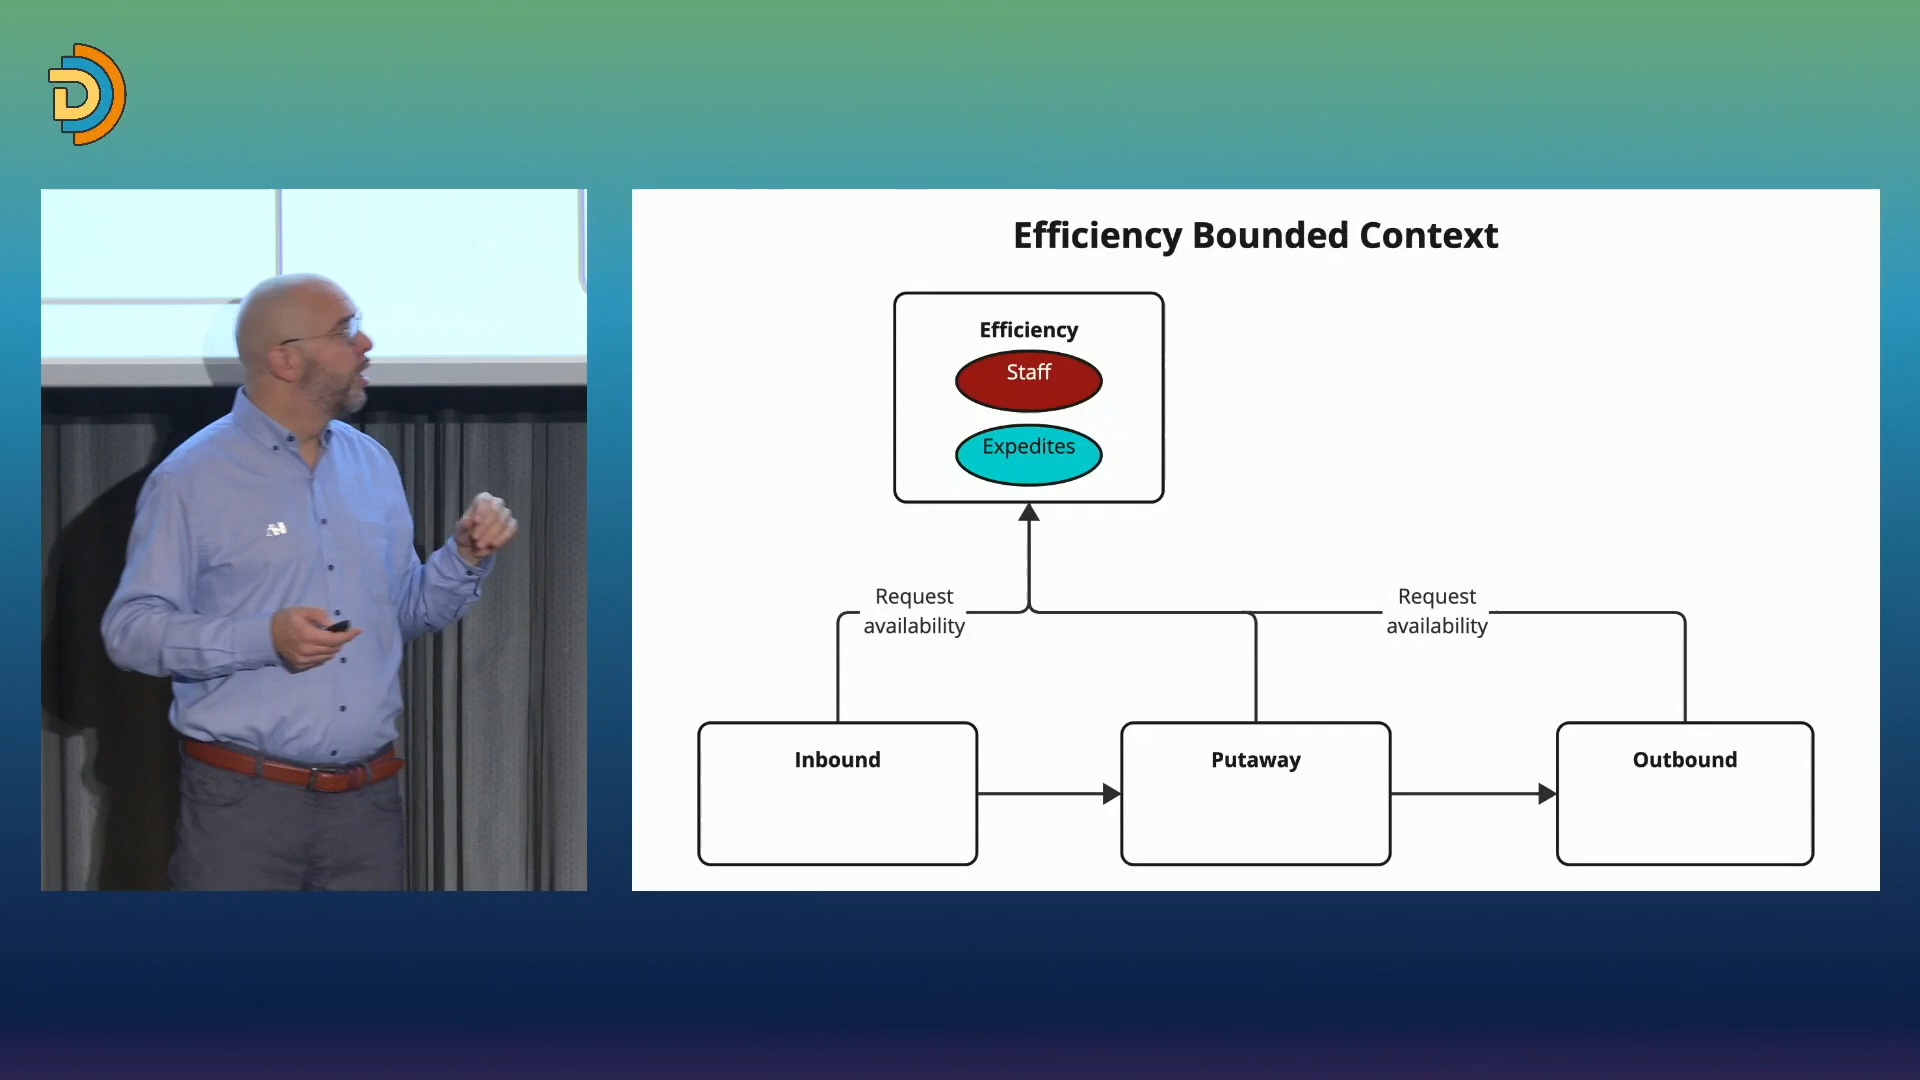 Efficiency Bounded Context
Efficiency
Staff
Expedites
Request
availability
Request
availability
Inbound
Putaway
Outbound